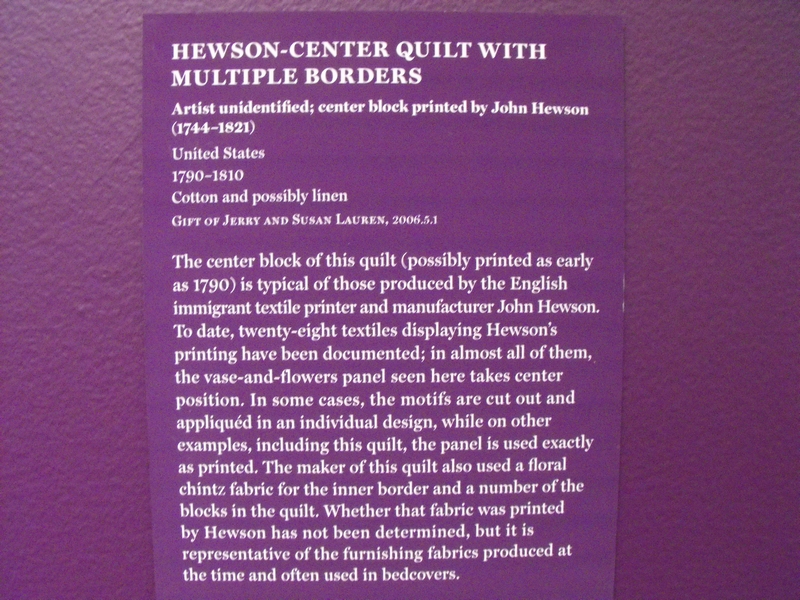 HEWSON-CENTER QUILT WITH
MULTIPLE BORDERS
Artist unidentified; center block printed by John Hewson
(1744–1821)
United States
1790–1810
Cotton and possibly linen
GIFT OF JERRY AND SUSAN LAUREN, 2006.5.1
The center block of this quilt (possibly printed as early
as 1790) is typical of those produced by the English
immigrant textile printer and manufacturer John Hewson.
To date, twenty-eight textiles displaying Hewson's
printing have been documented; in almost all of them,
the vase-and-flowers panel seen here takes center
position. In some cases, the motifs are cut out and
appliquéd in an individual design, while on other
examples, including this quilt, the panel is used exactly
as printed. The maker of this quilt also used a floral
chintz fabric for the inner border and a number of the
blocks in the quilt. Whether that fabric was printed
by Hewson has not been determined, but it is
representative of the furnishing fabrics produced at
the time and often used in bedcovers.